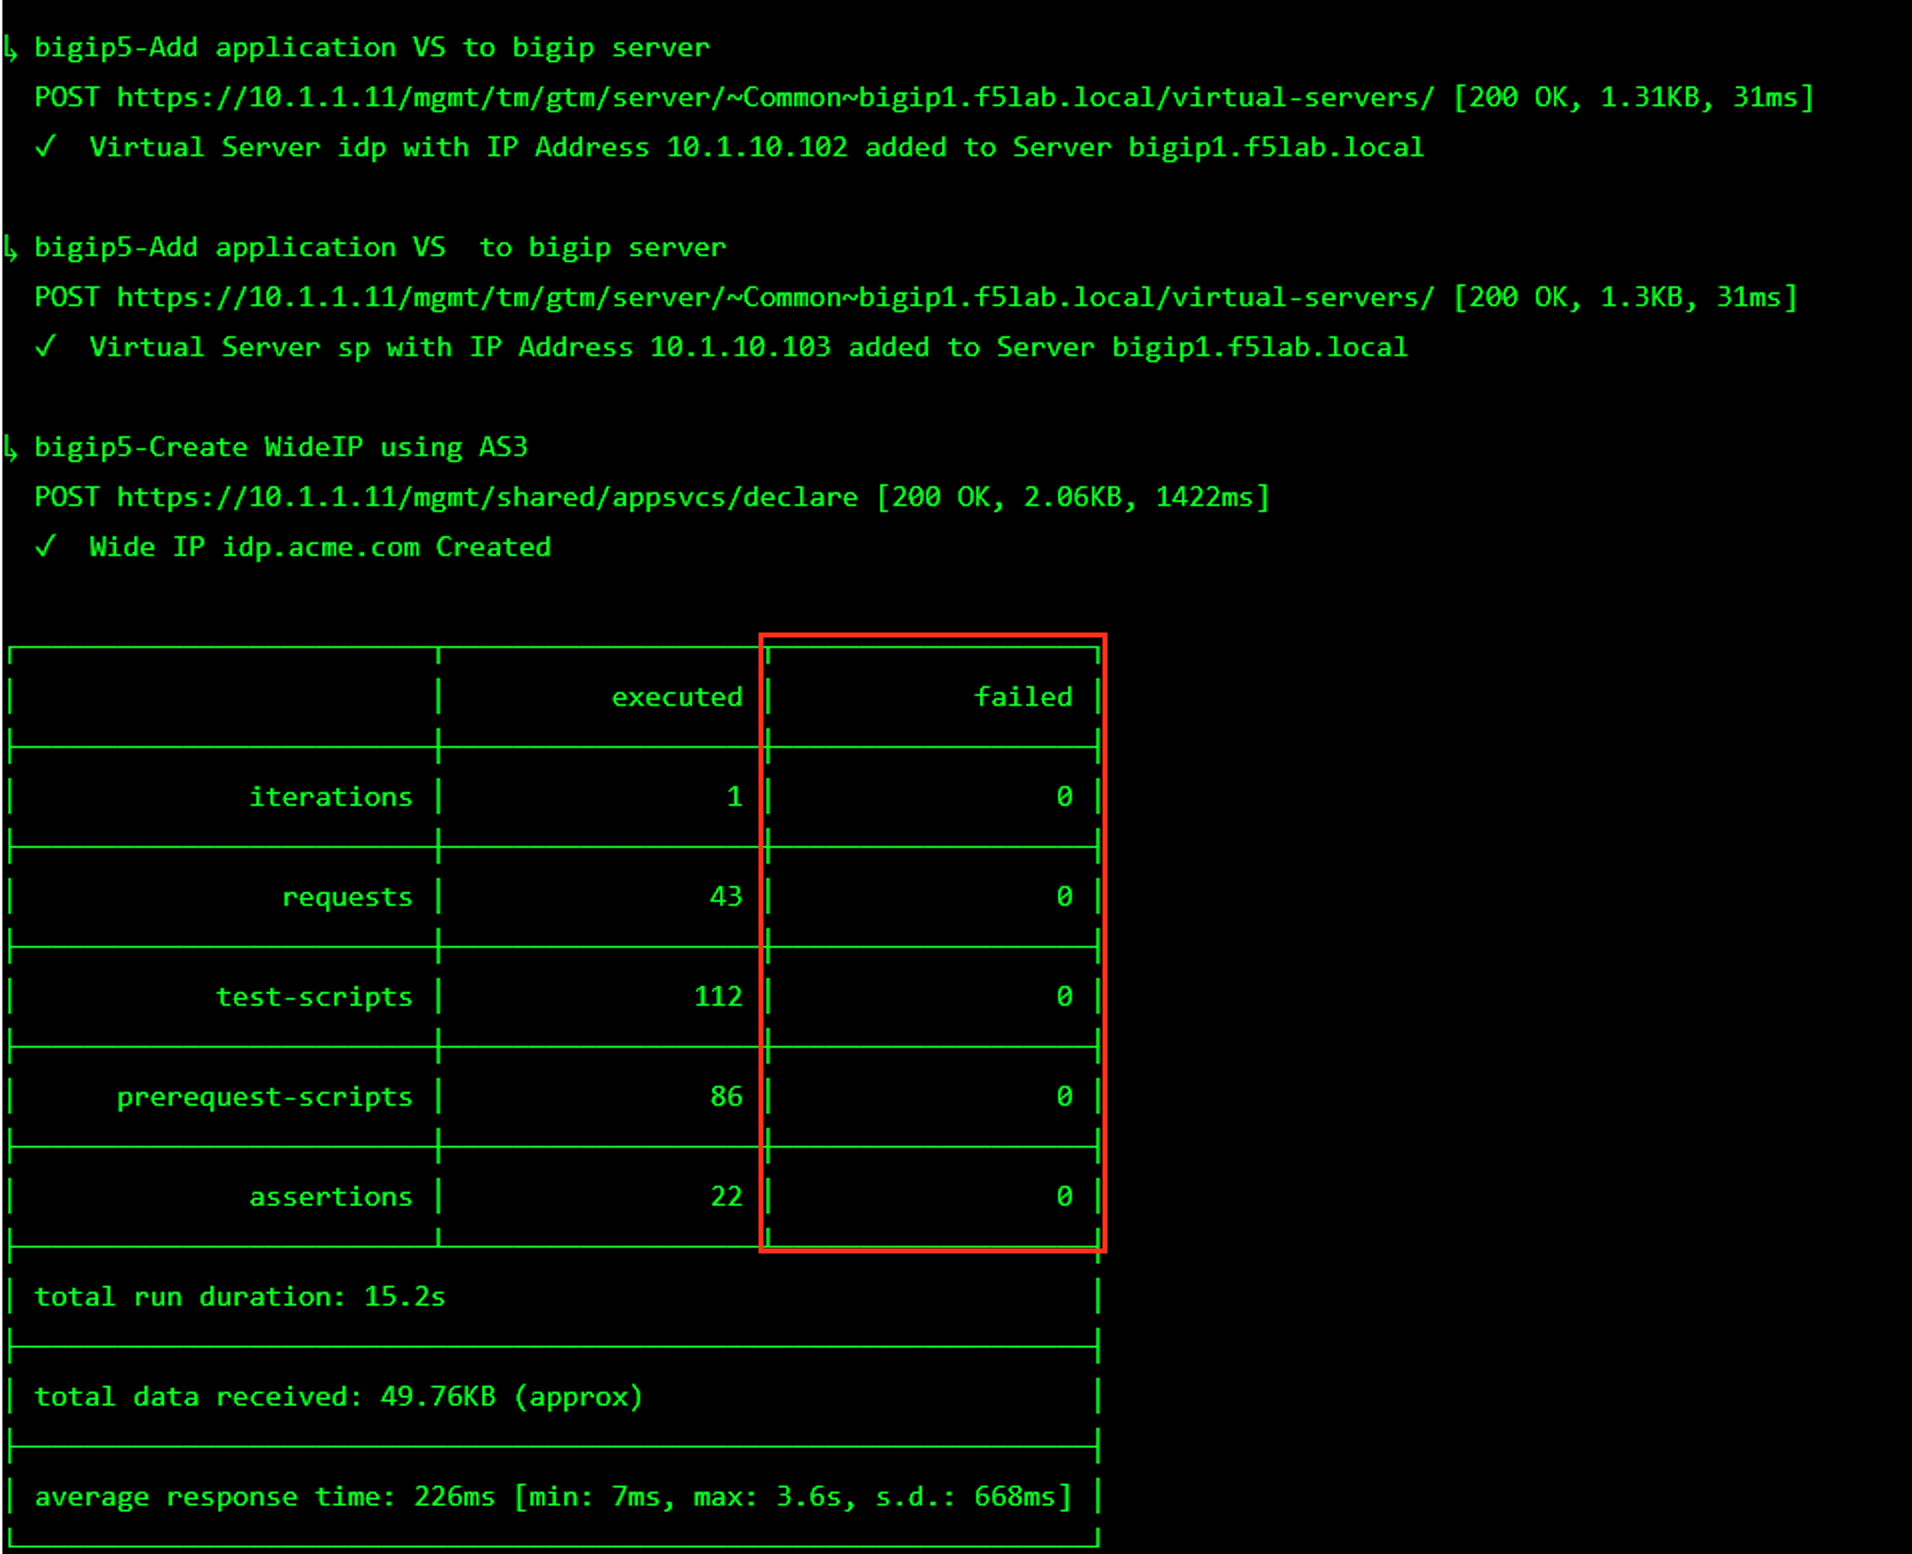 ↳ bigip5-Add application VS to bigip server
POST https://10.1.1.11/mgmt/tm/gtm/server/~Common~bigip1.f5lab.local/virtual-servers/ [200 OK, 1.31KB, 31ms]
✓ Virtual Server idp with IP Address 10.1.10.102 added to Server bigip1.f5lab.local
↳ bigip5-Add application VS  to bigip server
POST https://10.1.1.11/mgmt/tm/gtm/server/~Common~bigip1.f5lab.local/virtual-servers/ [200 OK, 1.3KB, 31ms]
✓ Virtual Server sp with IP Address 10.1.10.103 added to Server bigip1.f5lab.local
↳ bigip5-Create WideIP using AS3
POST https://10.1.1.11/mgmt/shared/appsvcs/declare [200 OK, 2.06KB, 1422ms]
✓ Wide IP idp.acme.com Created
executed failed
iterations 1 0
requests 43 0
test-scripts 112 0
prerequest-scripts 86 0
assertions 22 0
total run duration: 15.2s
total data received: 49.76KB (approx)
average response time: 226ms [min: 7ms, max: 3.6s, s.d.: 668ms]